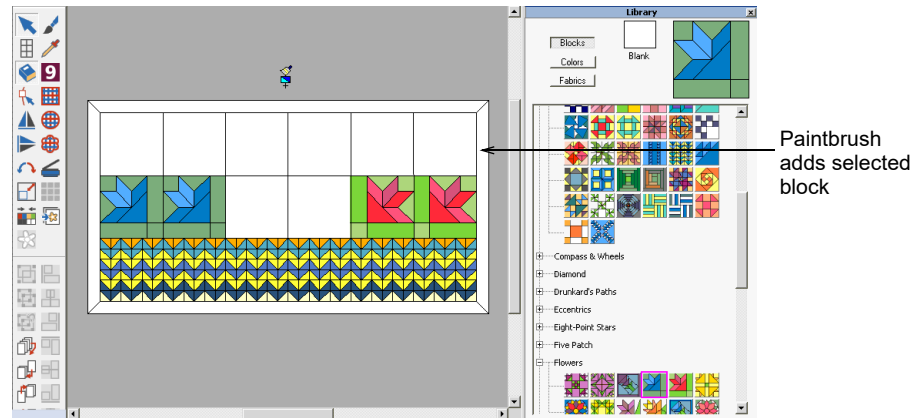 Library
Blocks
Colors
Fabrics
Blank
9
Paintbrush
adds selected
block
Compass & Wheels
Diamond
Drunkard's Paths
Eccentrics
Eight-Point Stars
Five Patch
Flowers